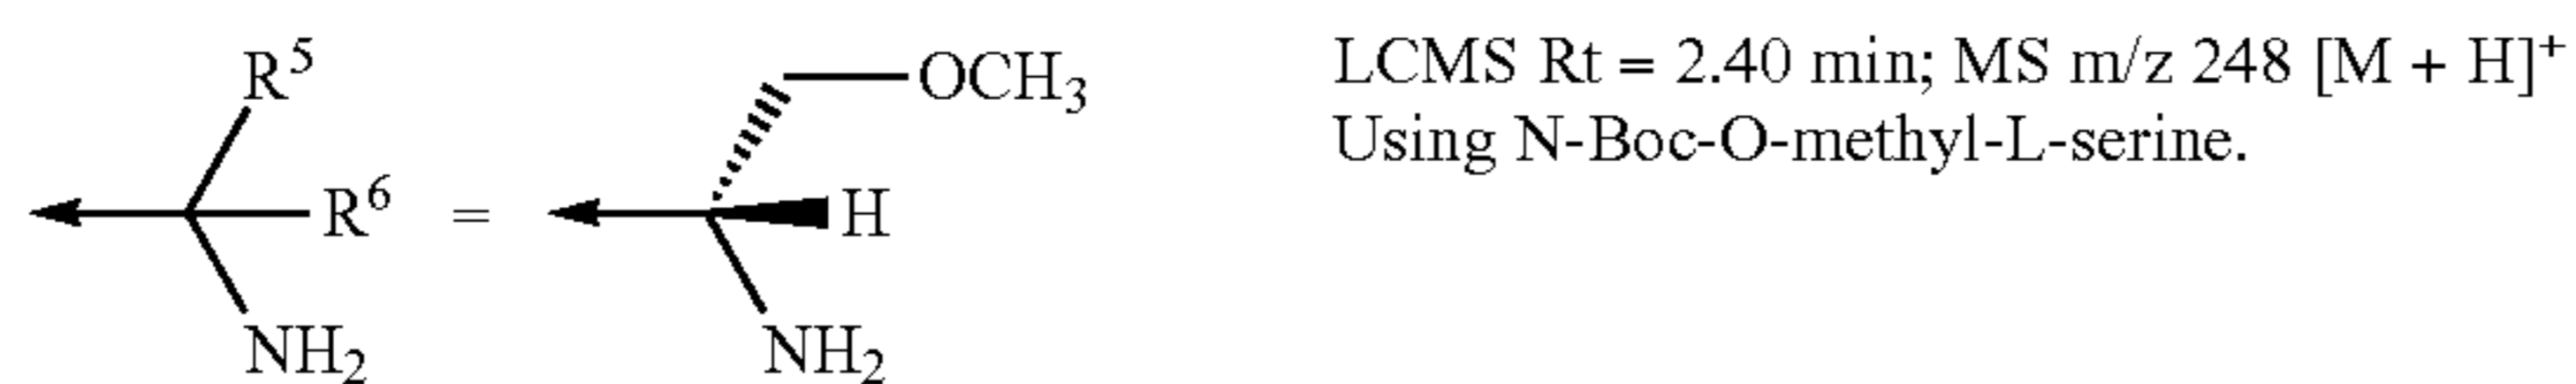 R⁵
R⁶
NH₂
=
OCH₃
H
NH₂
LCMS Rt = 2.40 min; MS m/z 248 [M + H]⁺
Using N-Boc-O-methyl-L-serine.